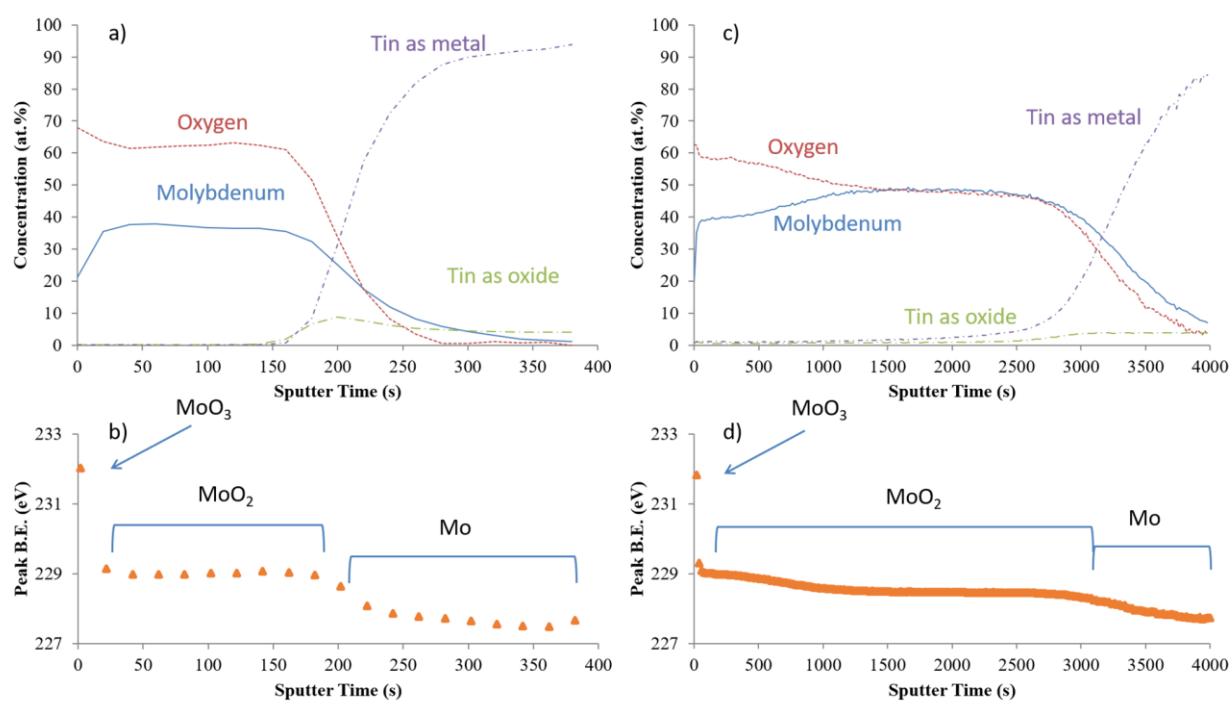 a)
Concentration (at.%)
100
90
80
70
60
50
40
30
20
10
0
Tin as metal
Oxygen
Molybdenum
Tin as oxide
0 50 100 150 200 250 300 350 400
Sputter Time (s)
c)
Concentration (at.%)
100
90
80
70
60
50
40
30
20
10
0
Tin as metal
Oxygen
Molybdenum
Tin as oxide
0 500 1000 1500 2000 2500 3000 3500 4000
Sputter Time (s)
b)
MoO₃
Peak B.E. (eV)
233
231
229
227
MoO₂
Mo
0 50 100 150 200 250 300 350 400
Sputter Time (s)
d)
MoO₃
Peak B.E. (eV)
233
231
229
227
MoO₂
Mo
0 500 1000 1500 2000 2500 3000 3500 4000
Sputter Time (s)